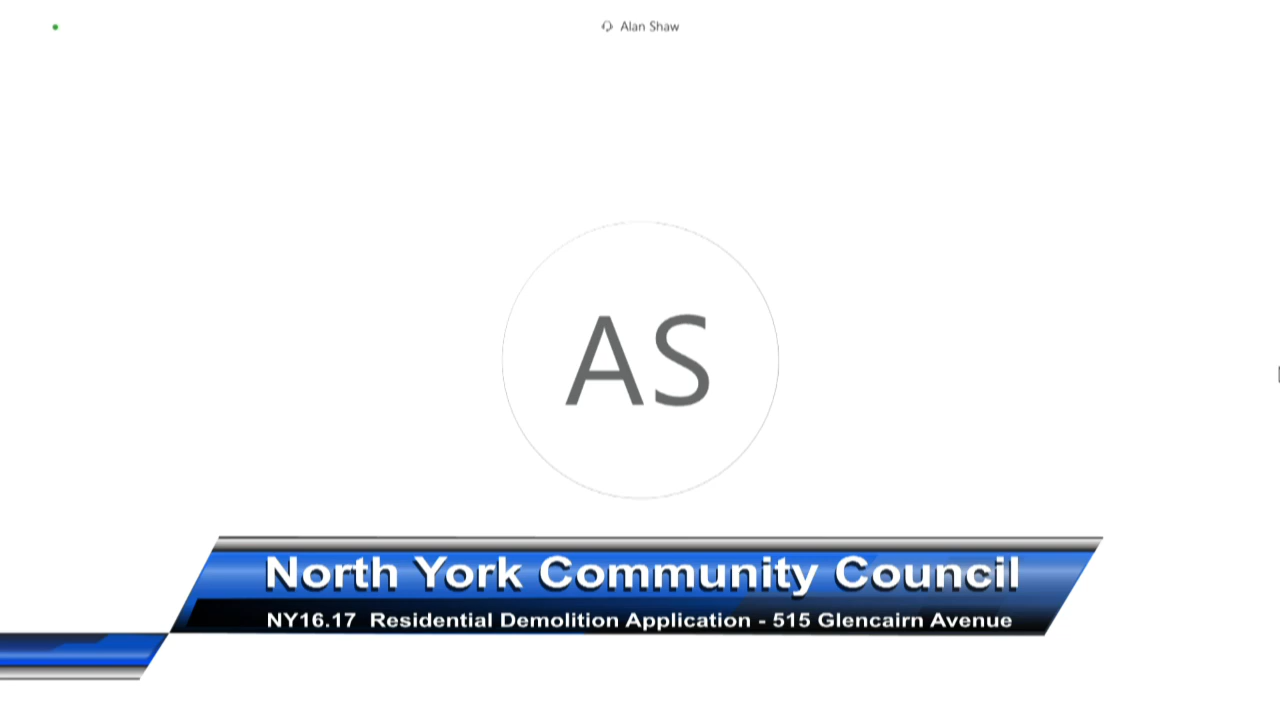 Alan Shaw
AS
North York Community Council
NY16.17 Residential Demolition Application - 515 Glencairn Avenue